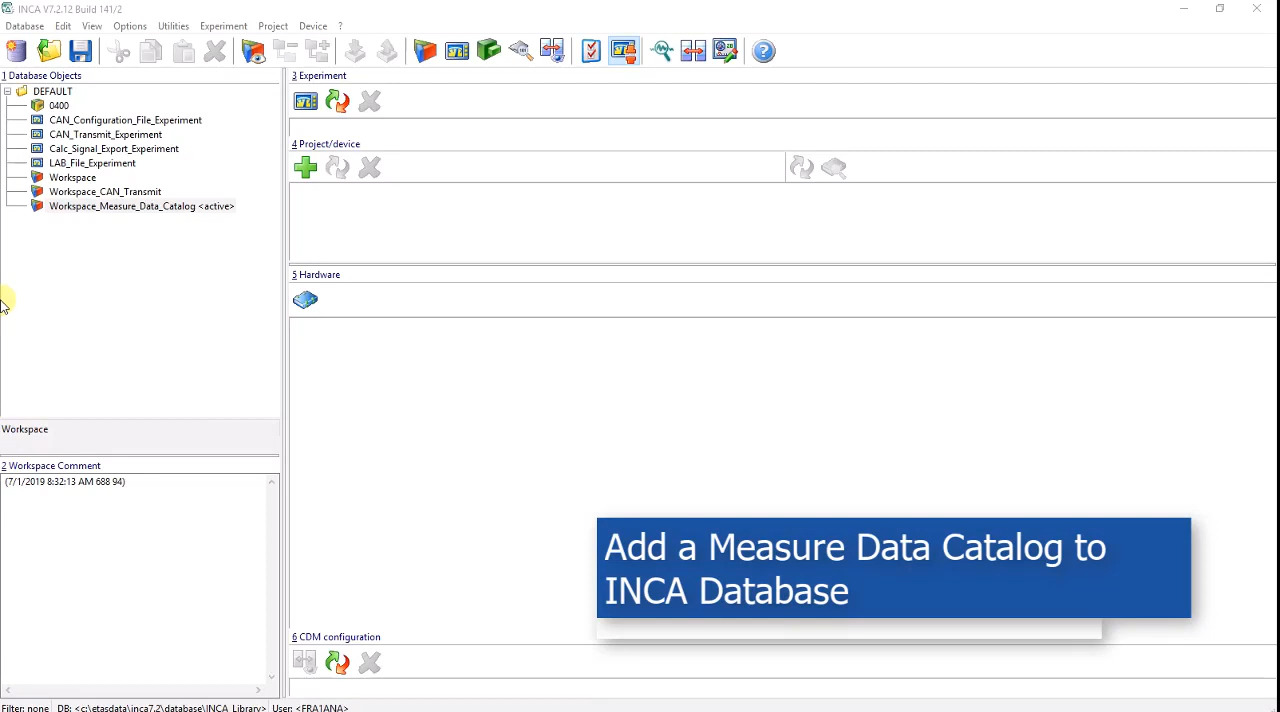 INCA V7.2.12 Build 141/2
Database Edit View Options Utilities Experiment Project Device ?
1 Database Objects
DEFAULT
0400
CAN_Configuration_File_Experiment
CAN_Transmit_Experiment
Calc_Signal_Export_Experiment
LAB_File_Experiment
Workspace
Workspace_CAN_Transmit
Workspace_Measure_Data_Catalog <active>
Workspace
2 Workspace Comment
(7/1/2019 8:32:13 AM 688 94)
3 Experiment
4 Project/device
5 Hardware
Add a Measure Data Catalog to
INCA Database
6 CDM configuration
Filter: none DB: <c:\etasdata\inca7.2\database\INCA_Library> User: <FRA1ANA>